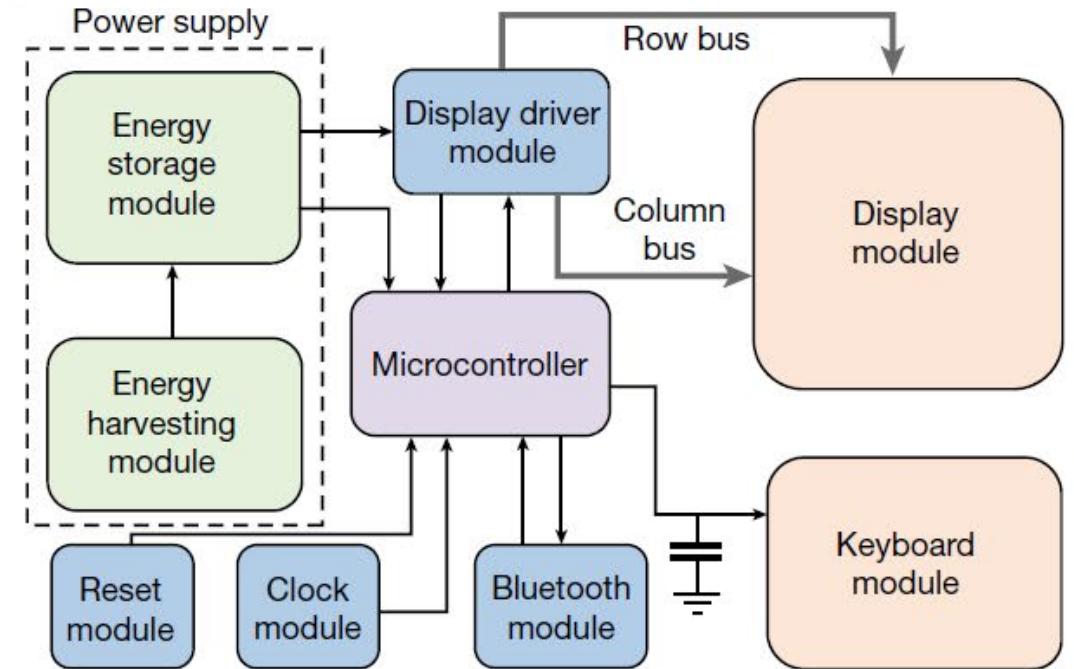 Power supply
Row bus
Energy
storage
module
Display driver
module
Column
bus
Display
module
Energy
harvesting
module
Microcontroller
Reset
module
Clock
module
Bluetooth
module
Keyboard
module